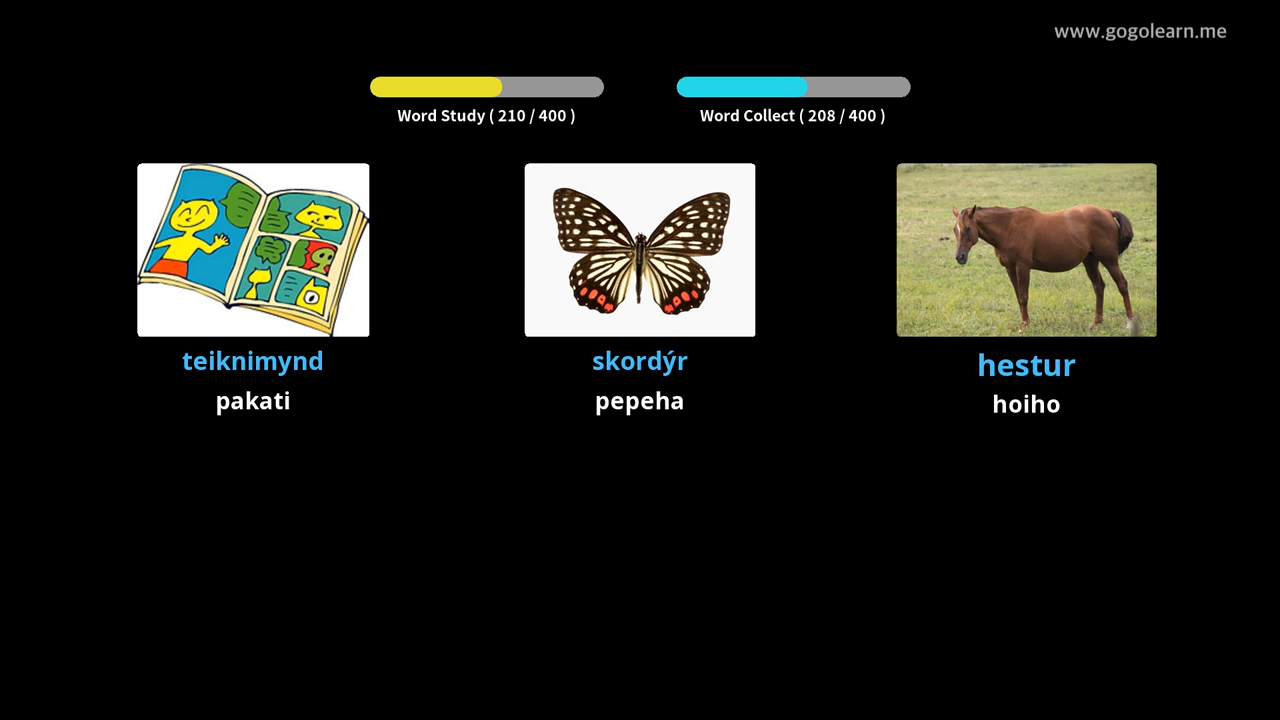 www.gogolearn.me
Word Study ( 210 / 400 )
Word Collect ( 208 / 400 )
teiknimynd
skordýr
hestur
pakati
pepeha
hoiho